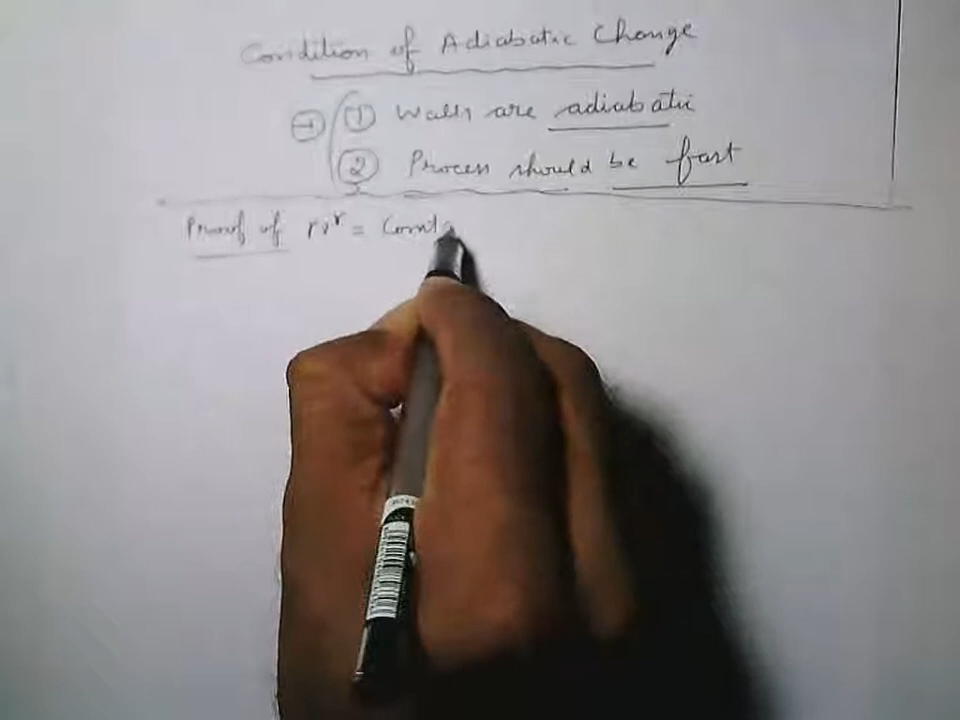 Condition of Adiabatic Change
→ ① Walls are adiabatic
② Process should be fast
Proof of PV^γ = Const